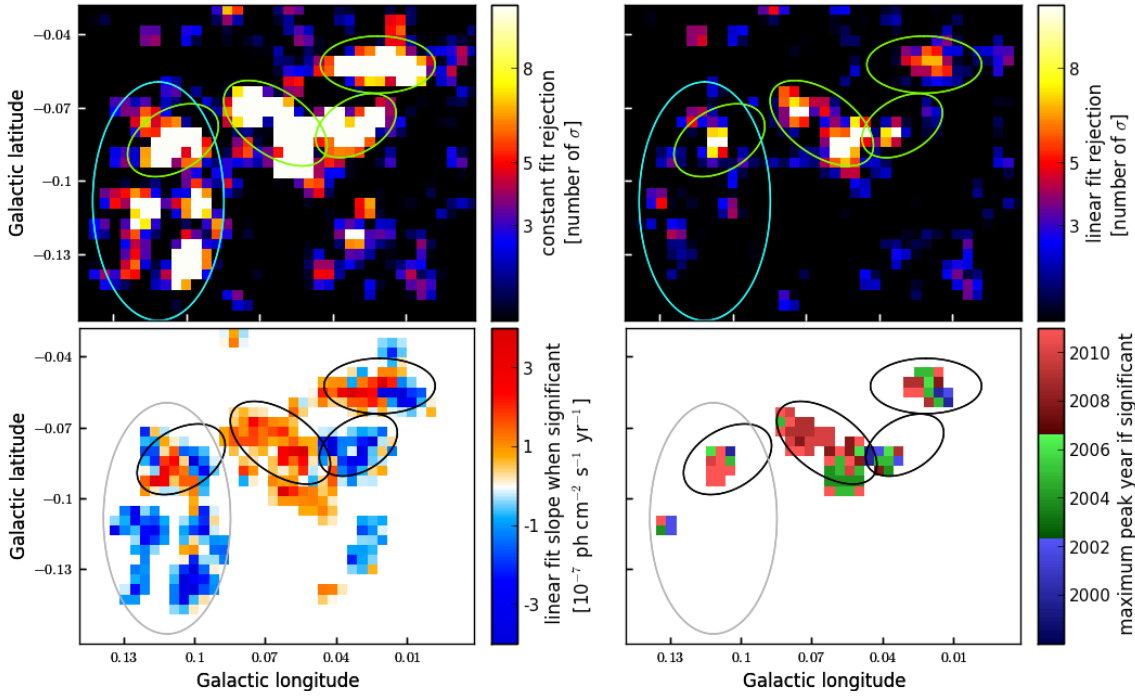 −0.04
−0.07
−0.1
−0.13
Galactic latitude
8
5
3
constant fit rejection
[number of σ]
8
5
3
linear fit rejection
[number of σ]
−0.04
−0.07
−0.1
−0.13
Galactic latitude
0.13 0.1 0.07 0.04 0.01
Galactic longitude
3
1
-1
-3
linear fit slope when significant
[10⁻⁷ ph cm⁻² s⁻¹ yr⁻¹]
0.13 0.1 0.07 0.04 0.01
Galactic longitude
2010
2008
2006
2004
2002
2000
maximum peak year if significant